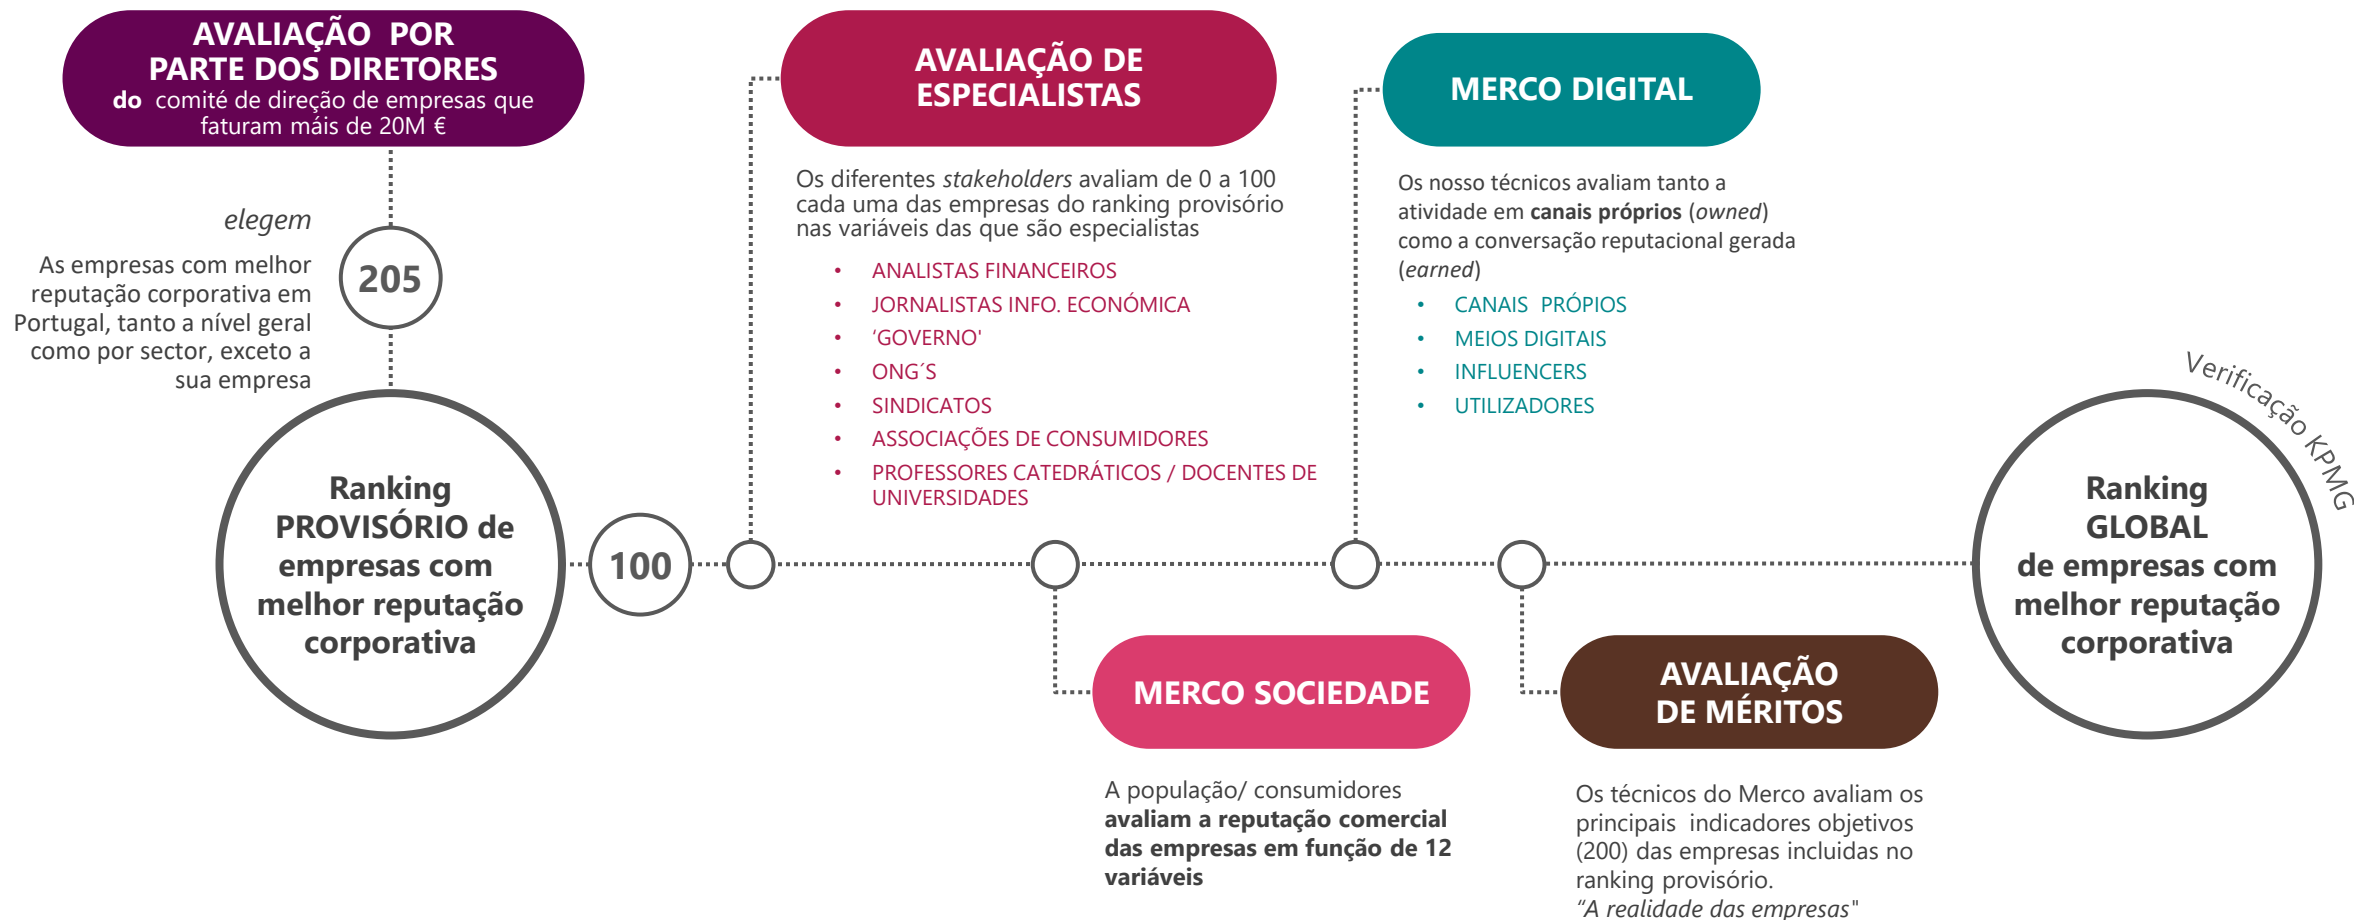 AVALIAÇÃO POR
PARTE DOS DIRETORES
do comité de direção de empresas que
faturam máis de 20M €
elegem
As empresas com melhor
reputação corporativa em
Portugal, tanto a nível geral
como por sector, exceto a
sua empresa
205
Ranking
PROVISÓRIO de
empresas com
melhor reputação
corporativa
100
AVALIAÇÃO DE
ESPECIALISTAS
Os diferentes stakeholders avaliam de 0 a 100
cada uma das empresas do ranking provisório
nas variáveis das que são especialistas
• ANALISTAS FINANCEIROS
• JORNALISTAS INFO. ECONÓMICA
• ‘GOVERNO'
• ONG´S
• SINDICATOS
• ASSOCIAÇÕES DE CONSUMIDORES
• PROFESSORES CATEDRÁTICOS / DOCENTES DE
UNIVERSIDADES
MERCO SOCIEDADE
A população/ consumidores
avaliam a reputação comercial
das empresas em função de 12
variáveis
MERCO DIGITAL
Os nosso técnicos avaliam tanto a
atividade em canais próprios (owned)
como a conversação reputacional gerada
(earned)
• CANAIS PRÓPIOS
• MEIOS DIGITAIS
• INFLUENCERS
• UTILIZADORES
AVALIAÇÃO
DE MÉRITOS
Os técnicos do Merco avaliam os
principais indicadores objetivos
(200) das empresas incluidas no
ranking provisório.
“A realidade das empresas"
Verificação KPMG
Ranking
GLOBAL
de empresas com
melhor reputação
corporativa